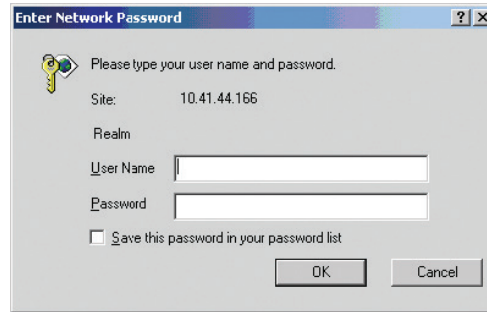 Enter Network Password
Please type your user name and password.
Site: 10.41.44.166
Realm
User Name
Password
Save this password in your password list
OK Cancel